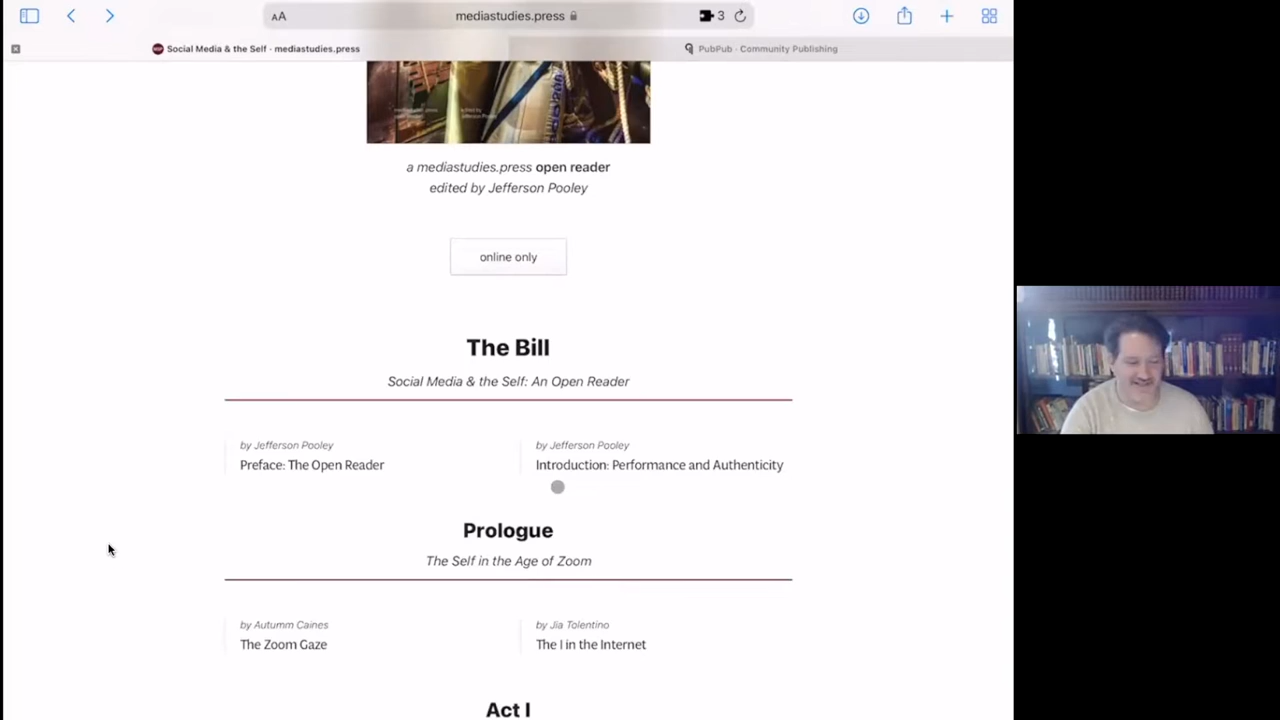 AA
mediastudies.press
3
Social Media & the Self · mediastudies.press
PubPub · Community Publishing
a mediastudies.press open reader
edited by Jefferson Pooley
online only
The Bill
Social Media & the Self: An Open Reader
by Jefferson Pooley
Preface: The Open Reader
by Jefferson Pooley
Introduction: Performance and Authenticity
Prologue
The Self in the Age of Zoom
by Autumm Caines
The Zoom Gaze
by Jia Tolentino
The I in the Internet
Act I